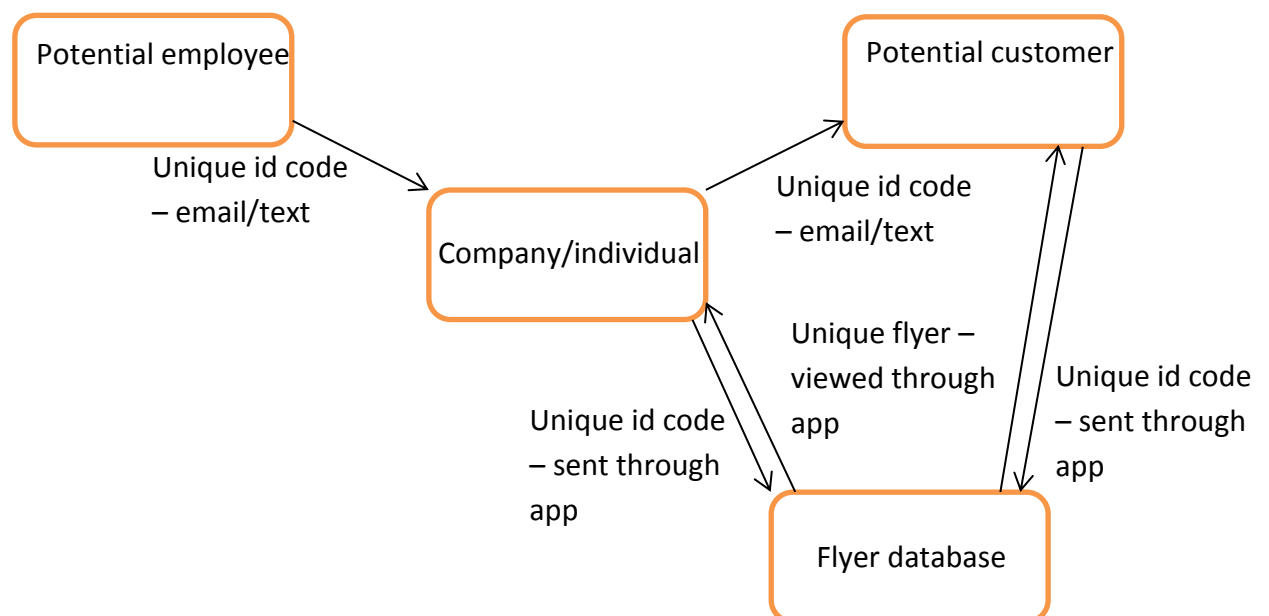 Potential employee
Potential customer
Unique id code
– email/text
Unique id code
– email/text
Company/individual
Unique flyer –
viewed through
app
Unique id code
– sent through
app
Unique id code
– sent through
app
Flyer database